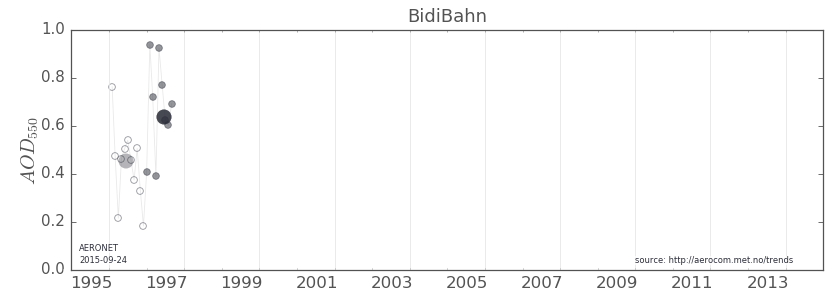 BidiBahn
1.0
0.8
0.6
0.4
0.2
0.0
AOD550
AERONET
2015-09-24
source: http://aerocom.met.no/trends
1995 1997 1999 2001 2003 2005 2007 2009 2011 2013